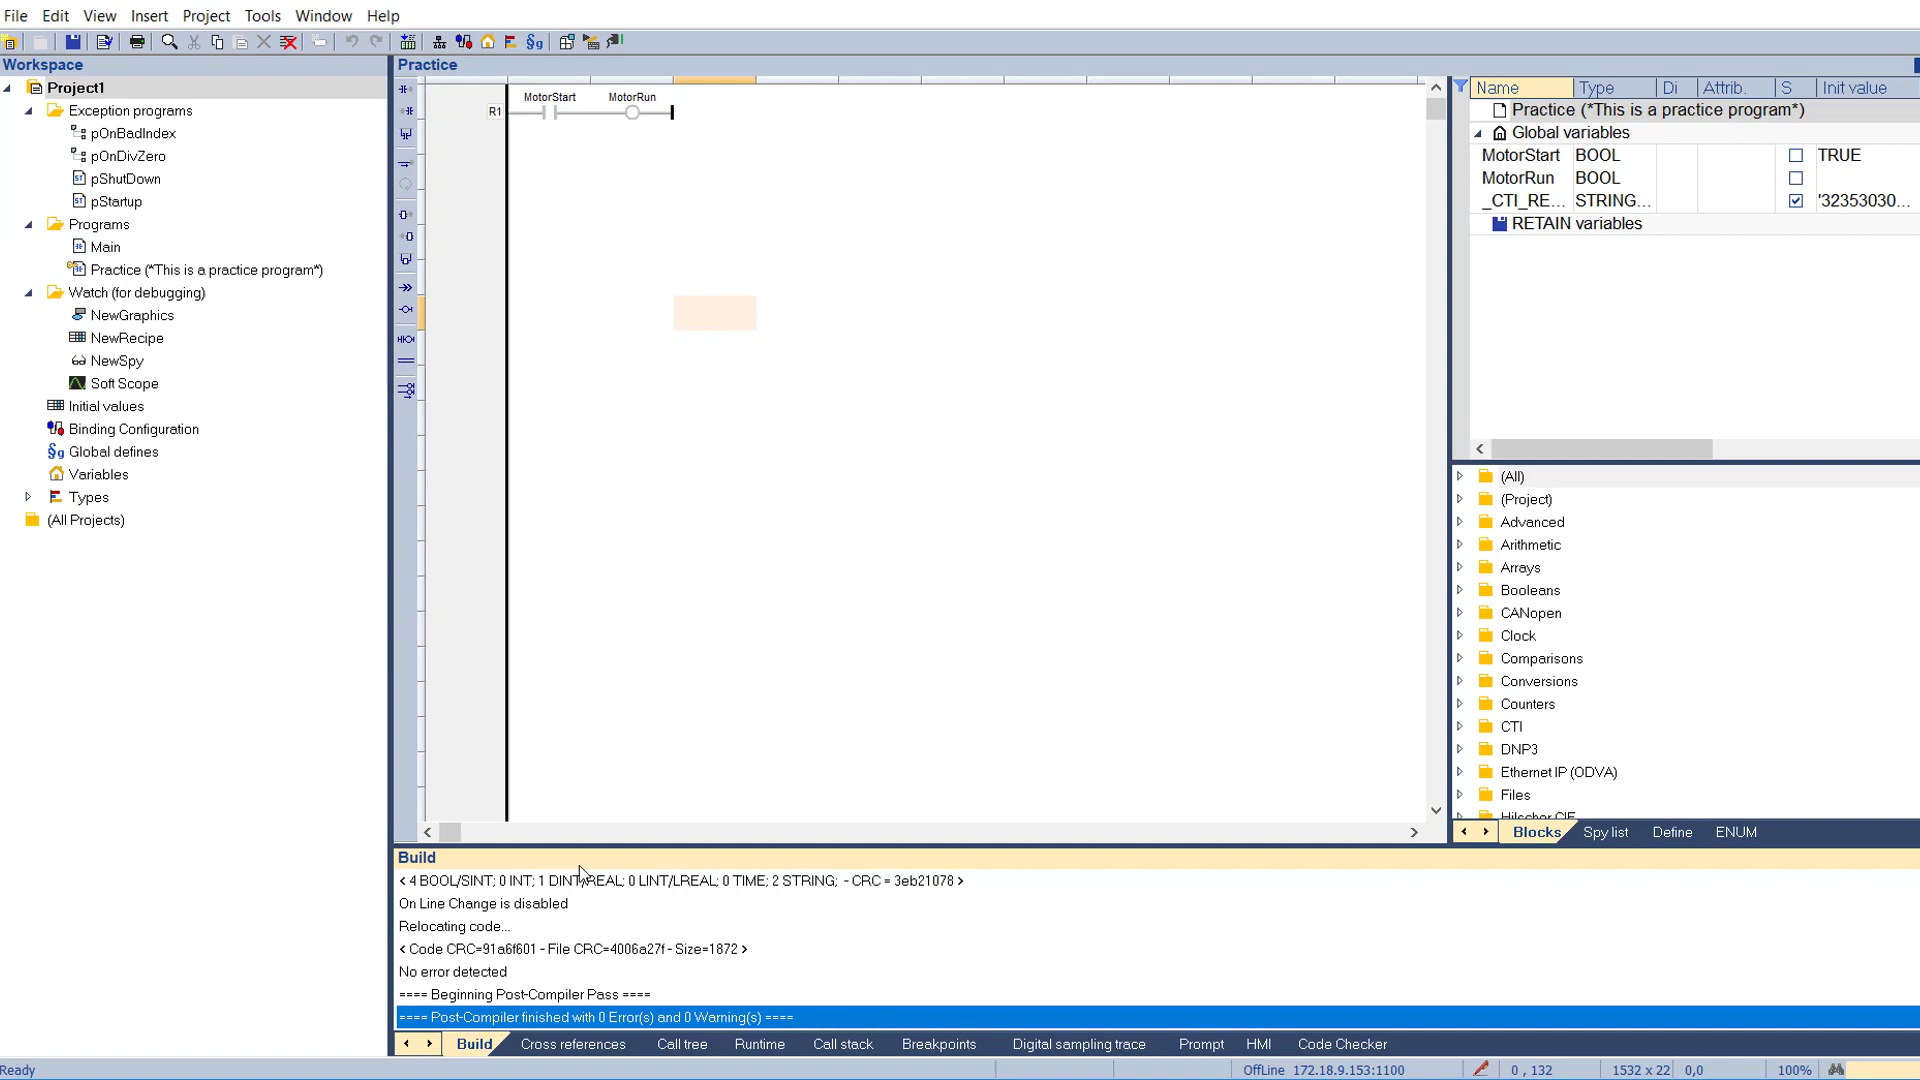 File Edit View Insert Project Tools Window Help
Workspace
Project1
Exception programs
pOnBadIndex
pOnDivZero
pShutDown
pStartup
Programs
Main
Practice (*This is a practice program*)
Watch (for debugging)
NewGraphics
NewRecipe
NewSpy
Soft Scope
Initial values
Binding Configuration
Global defines
Variables
Types
(All Projects)
Practice
MotorStart MotorRun
R1
Name Type Di Attrib. S Init value
Practice (*This is a practice program*)
Global variables
MotorStart BOOL TRUE
MotorRun BOOL
_CTI_RE... STRING... '32353030...
RETAIN variables
(All)
(Project)
Advanced
Arithmetic
Arrays
Booleans
CANopen
Clock
Comparisons
Conversions
Counters
CTI
DNP3
Ethernet IP (ODVA)
Files
Hilscher CIF
Blocks Spy list Define ENUM
Build
< 4 BOOL/SINT; 0 INT; 1 DINT/REAL; 0 LINT/LREAL; 0 TIME; 2 STRING;  - CRC = 3eb21078 >
On Line Change is disabled
Relocating code...
< Code CRC=91a6f601 - File CRC=4006a27f - Size=1872 >
No error detected
==== Beginning Post-Compiler Pass ====
==== Post-Compiler finished with 0 Error(s) and 0 Warning(s) ====
Build Cross references Call tree Runtime Call stack Breakpoints Digital sampling trace Prompt HMI Code Checker
Ready OffLine 172.18.9.153:1100 0 , 132 1532 x 22 0,0 100%